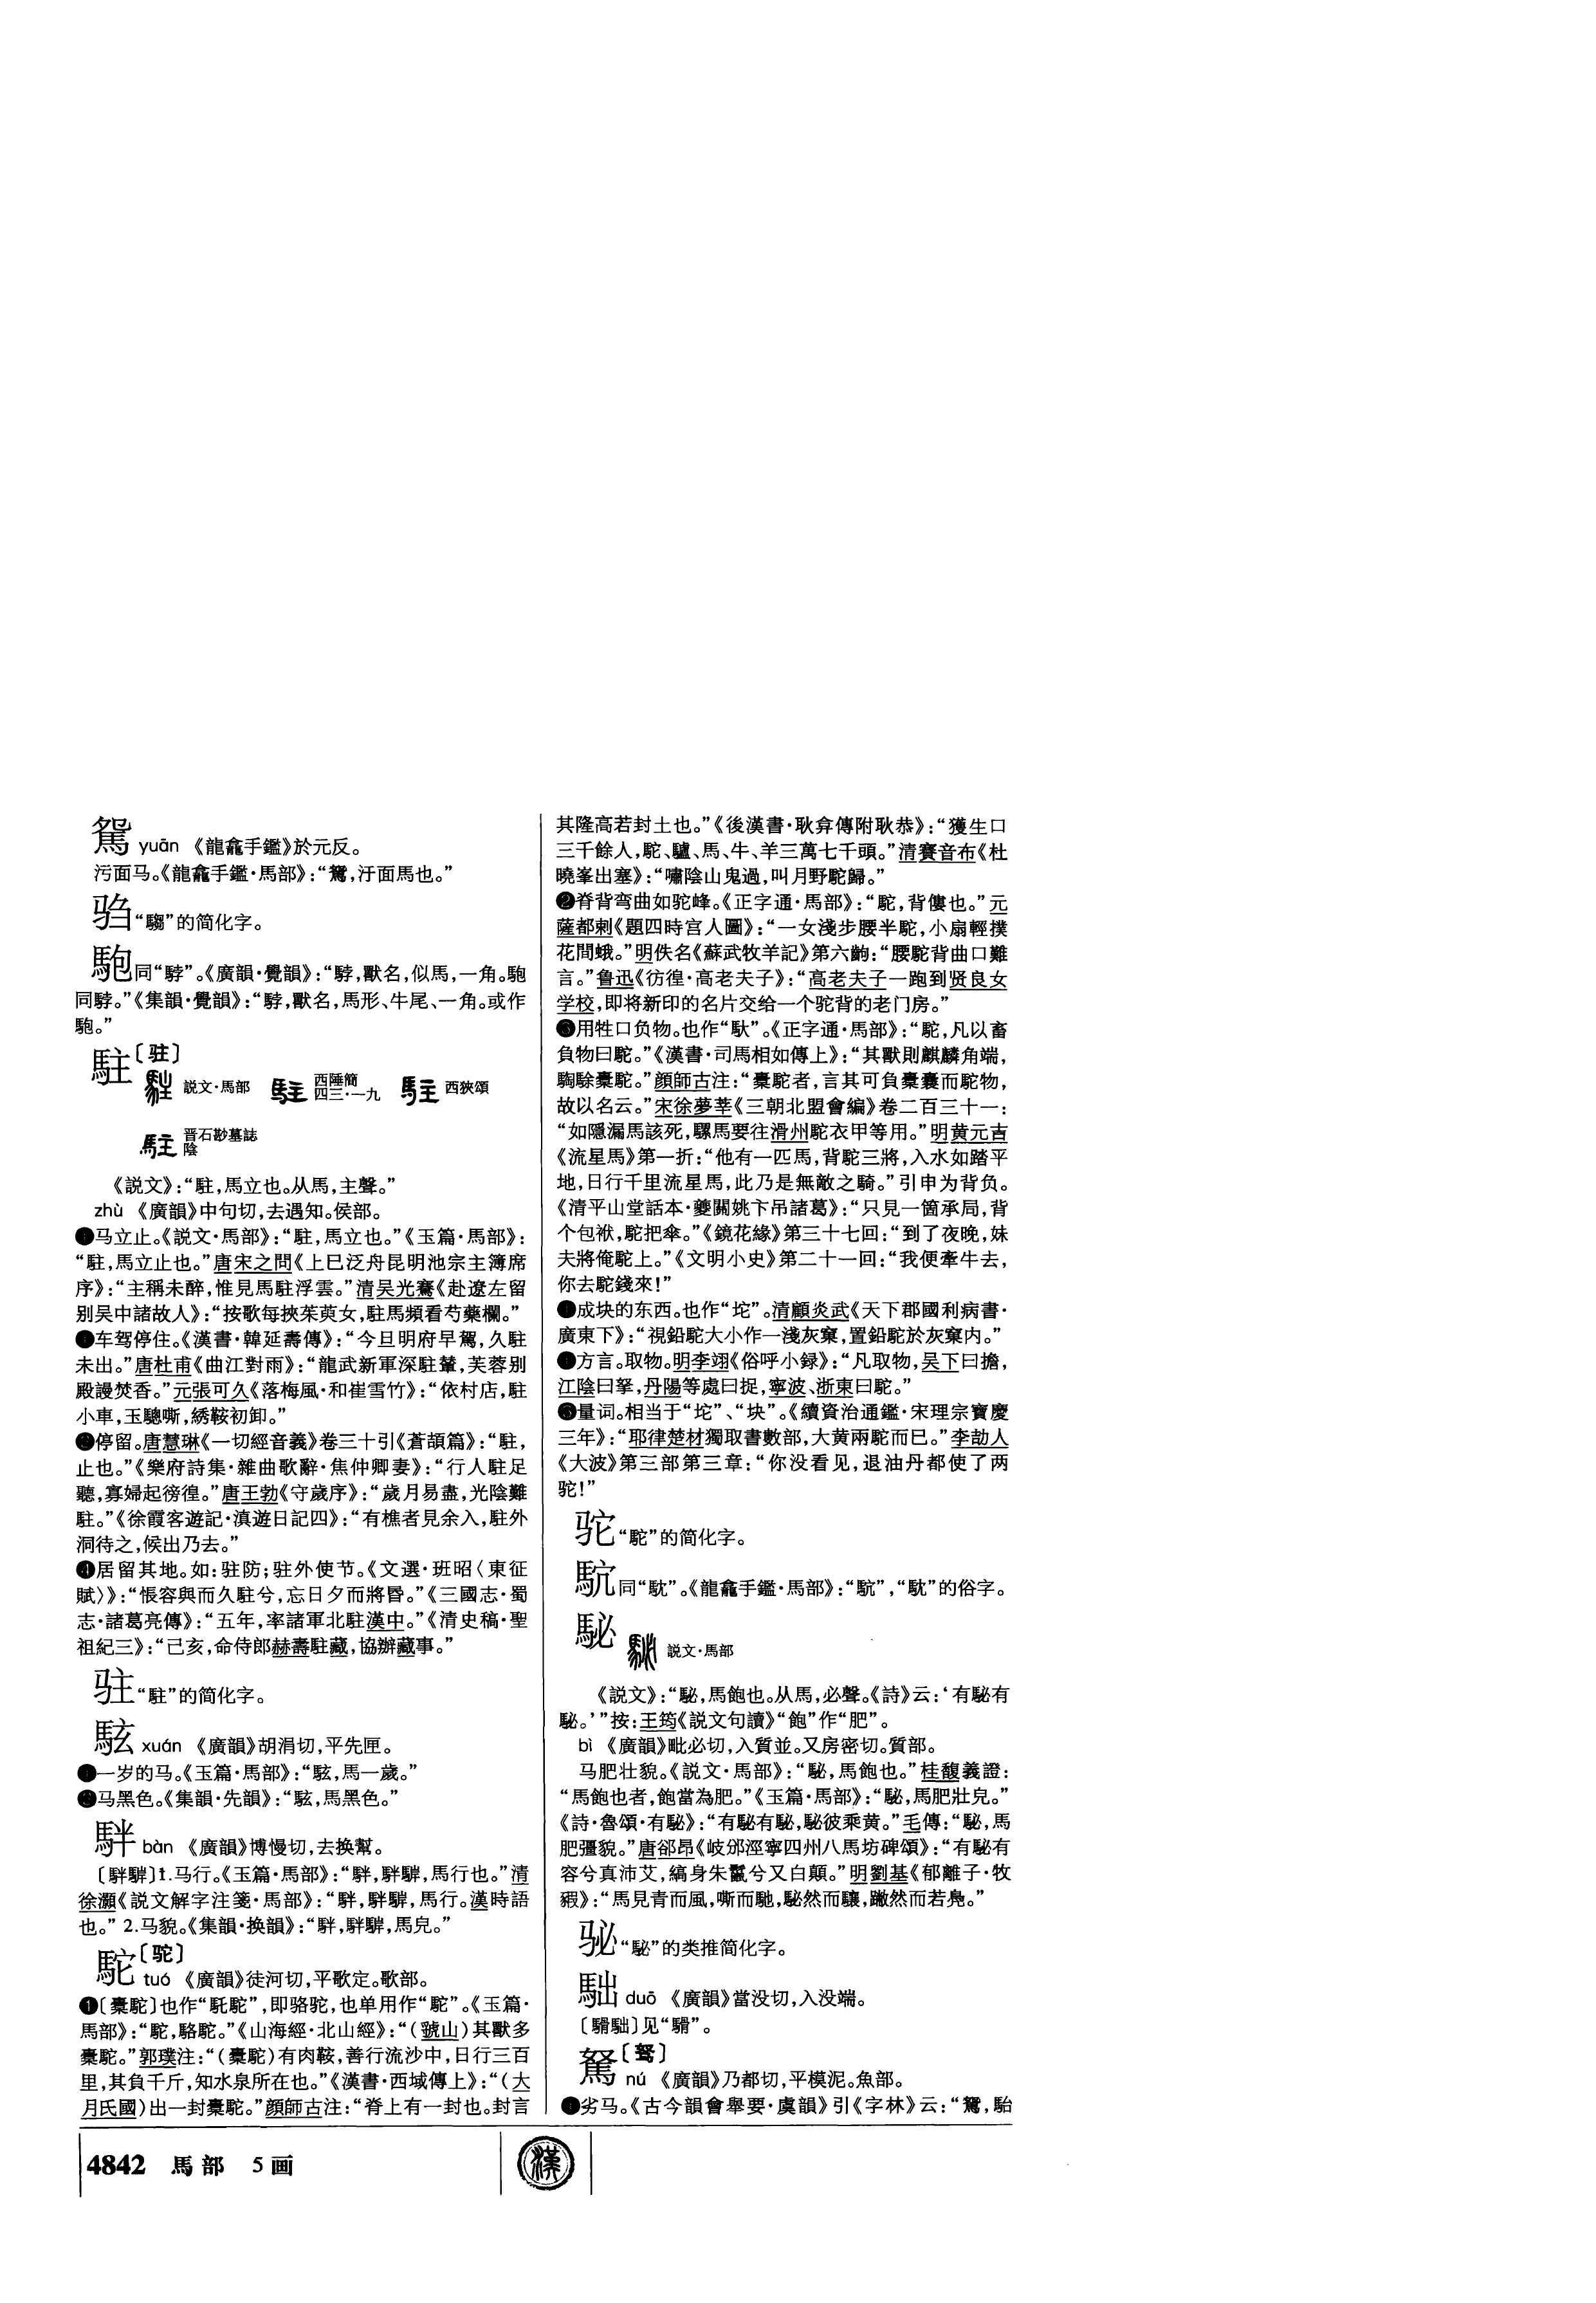 yuān 《龍龕手鑑》於元反。
污面马。《龍龕手鑑·馬部》：“，汙面馬也。”
驺“騶”的简化字。
駂同“䮀”。《廣韻·覺韻》：“，獸名，似馬，一角。
同。”《集韻·覺韻》：“，獸名，馬形、牛尾、一角。或作
。”
駐〔驻〕
説文·馬部 西陲簡四三·一九 西狹頌
晋石尠墓誌陰
《説文》：“駐，馬立也。从馬，主聲。”
zhù 《廣韻》中句切，去遇知。侯部。
❶马立止。《説文·馬部》：“駐，馬立也。”《玉篇·馬部》：
“駐，馬立止也。”唐宋之問《上巳泛舟昆明池宗主簿席
序》：“主稱未醉，惟見馬駐浮雲。”清吴光騫《赴遼左留
别吴中諸故人》：“按歌每挾茱萸女，駐馬頻看芍藥欄。”
车驾停住。《漢書·韓延壽傳》：“今旦明府早駕，久駐
未出。”唐杜甫《曲江對雨》：“龍武新軍深駐輦，芙蓉别
殿謾焚香。”元張可久《落梅風·和崔雪竹》：“依村店，駐
小車，玉驄嘶，綉鞍初卸。”
停留。唐慧琳《一切經音義》卷三十引《蒼頡篇》：“駐，
止也。”《樂府詩集·雜曲歌辭·焦仲卿妻》：“行人駐足
聽，寡婦起徬徨。”唐王勃《守歲序》：“歲月易盡，光陰難
駐。”《徐霞客遊記·滇遊日記四》：“有樵者見余入，駐外
洞待之，候出乃去。”
❹居留其地。如：驻防；驻外使节。《文選·班昭〈東征
賦〉》：“悵容與而久駐兮，忘日夕而將昏。”《三國志·蜀
志·諸葛亮傳》：“五年，率諸軍北駐漢中。”《清史稿·聖
祖紀三》：“己亥，命侍郎赫壽駐藏，協辦藏事。”
驻“駐”的简化字。
駭 xuán 《廣韻》胡涓切，平先匣。
❶一岁的马。《玉篇·馬部》：“，馬一歲。”
❷马黑色。《集韻·先韻》：“，馬黑色。”
bàn 《廣韻》博慢切，去换幫。
〔〕1.马行。《玉篇·馬部》：“，，馬行也。”清
徐灝《説文解字注箋·馬部》：“，，馬行。漢時語
也。” 2.马貌。《集韻·换韻》：“，，馬皃。”
駝〔驼〕
tuó 《廣韻》徒河切，平歌定。歌部。
❶〔橐駝〕也作“馲駝”，即骆驼，也单用作“駝”。《玉篇·
馬部》：“駝，駱駝。”《山海經·北山經》：“（虢山）其獸多
橐駝。”郭璞注：“（橐駝）有肉鞍，善行流沙中，日行三百
里，其負千斤，知水泉所在也。”《漢書·西域傳上》：“（大
月氏國）出一封橐駝。”顔師古注：“脊上有一封也。封言
其隆高若封土也。”《後漢書·耿弇傳附耿恭》：“獲生口
三千餘人，駝、驢、馬、牛、羊三萬七千頭。”清賽音布《杜
曉峯出塞》：“嘯陰山鬼過，叫月野駝歸。”
❷脊背弯曲如驼峰。《正字通·馬部》：“駝，背僂也。”元
薩都剌《題四時宫人圖》：“一女淺步腰半駝，小扇輕撲
花間蛾。”明佚名《蘇武牧羊記》第六齣：“腰駝背曲口難
言。”鲁迅《彷徨·高老夫子》：“高老夫子一跑到贤良女
学校，即将新印的名片交给一个驼背的老门房。”
❸用牲口负物。也作“馱”。《正字通·馬部》：“駝，凡以畜
負物曰駝。”《漢書·司馬相如傳上》：“其獸則麒麟角端，
騊駼橐駝。”顔師古注：“橐駝者，言其可負橐囊而駝物，
故以名云。”宋徐夢莘《三朝北盟會編》卷二百三十一：
“如隱漏馬該死，騾馬要往滑州駝衣甲等用。”明黄元吉
《流星馬》第一折：“他有一匹馬，背駝三將，入水如踏平
地，日行千里流星馬，此乃是無敵之騎。”引申为背负。
《清平山堂話本·夔關姚卞吊諸葛》：“只見一箇承局，背
个包袱，駝把傘。”《鏡花緣》第三十七回：“到了夜晚，妹
夫將俺駝上。”《文明小史》第二十一回：“我便牽牛去，
你去駝錢來！”
成块的东西。也作“坨”。清顧炎武《天下郡國利病書·
廣東下》：“視鉛駝大小作一淺灰窠，置鉛駝於灰窠内。”
方言。取物。明李翊《俗呼小録》：“凡取物，吴下曰擔，
江陰曰拏，丹陽等處曰捉，寧波、浙東曰駝。”
量词。相当于“坨”、“块”。《續資治通鑑·宋理宗寶慶
三年》：“耶律楚材獨取書數部，大黄兩駝而已。”李劼人
《大波》第三部第三章：“你没看见，退油丹都使了两
驼！”
驼“駝”的简化字。
同“”。《龍龕手鑑·馬部》：“”，“”的俗字。
駜 説文·馬部
《説文》：“駜，馬飽也。从馬，必聲。《詩》云：‘有駜有
駜。’”按：王筠《説文句讀》“飽”作“肥”。
bì 《廣韻》毗必切，入質並。又房密切。質部。
马肥壮貌。《説文·馬部》：“駜，馬飽也。”桂馥義證：
“馬飽也者，飽當為肥。”《玉篇·馬部》：“駜，馬肥壯皃。”
《詩·魯頌·有駜》：“有駜有駜，駜彼乘黄。”毛傳：“駜，馬
肥彊貌。”唐郤昂《岐邠涇寧四州八馬坊碑頌》：“有駜有
容兮真沛艾，縞身朱鬣兮又白顛。”明劉基《郁離子·牧
豭》：“馬見青而風，嘶而馳，駜然而驤，蹴然而若鳧。”
“駜”的类推简化字。
duō 《廣韻》當没切，入没端。
〔〕见“”。
駑〔驽〕
nú 《廣韻》乃都切，平模泥。魚部。
❶劣马。《古今韻會舉要·虞韻》引《字林》云：“駑，駘
4842 馬部 5画
漢